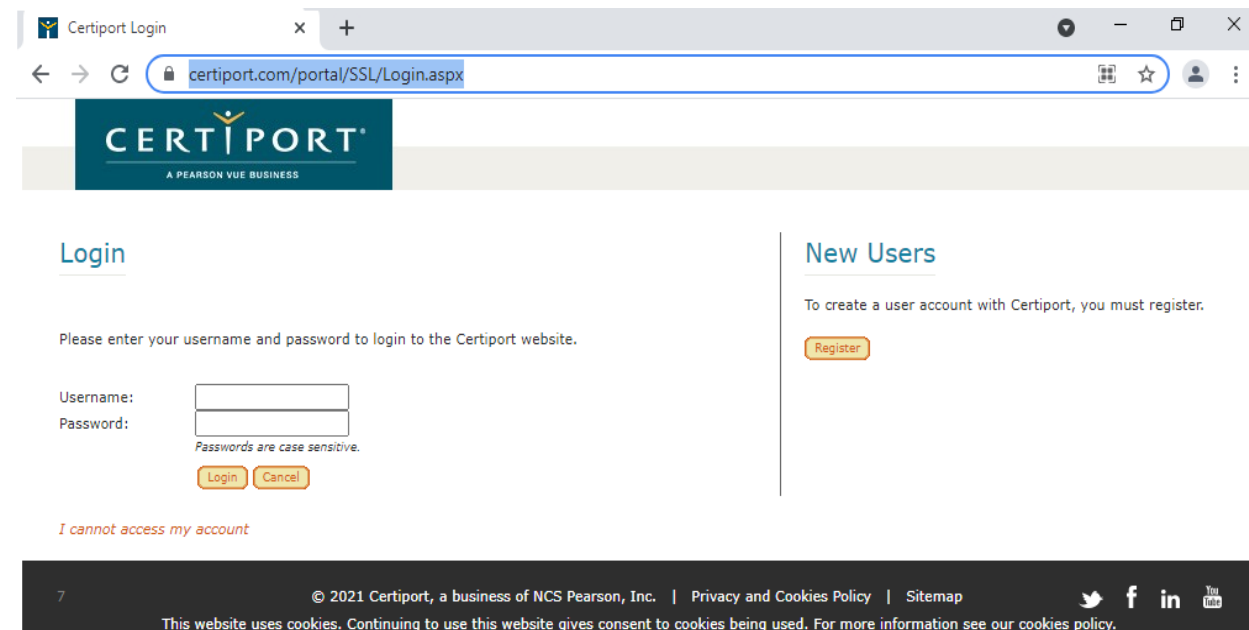 Certiport Login
certiport.com/portal/SSL/Login.aspx
CERTIPORT®
A PEARSON VUE BUSINESS
Login
Please enter your username and password to login to the Certiport website.
Username:
Password:
Passwords are case sensitive.
Login Cancel
I cannot access my account
New Users
To create a user account with Certiport, you must register.
Register
7
© 2021 Certiport, a business of NCS Pearson, Inc. | Privacy and Cookies Policy | Sitemap
f in You Tube
This website uses cookies. Continuing to use this website gives consent to cookies being used. For more information see our cookies policy.